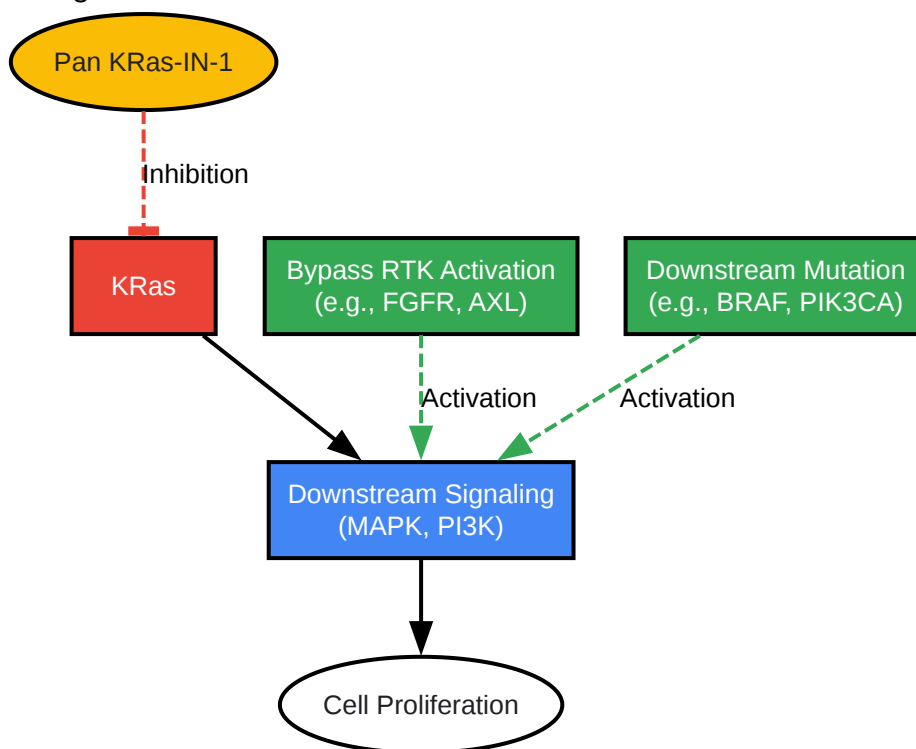 Pan KRas-IN-1
Inhibition
KRas
Bypass RTK Activation
(e.g., FGFR, AXL)
Downstream Mutation
(e.g., BRAF, PIK3CA)
Activation
Activation
Downstream Signaling
(MAPK, PI3K)
Cell Proliferation